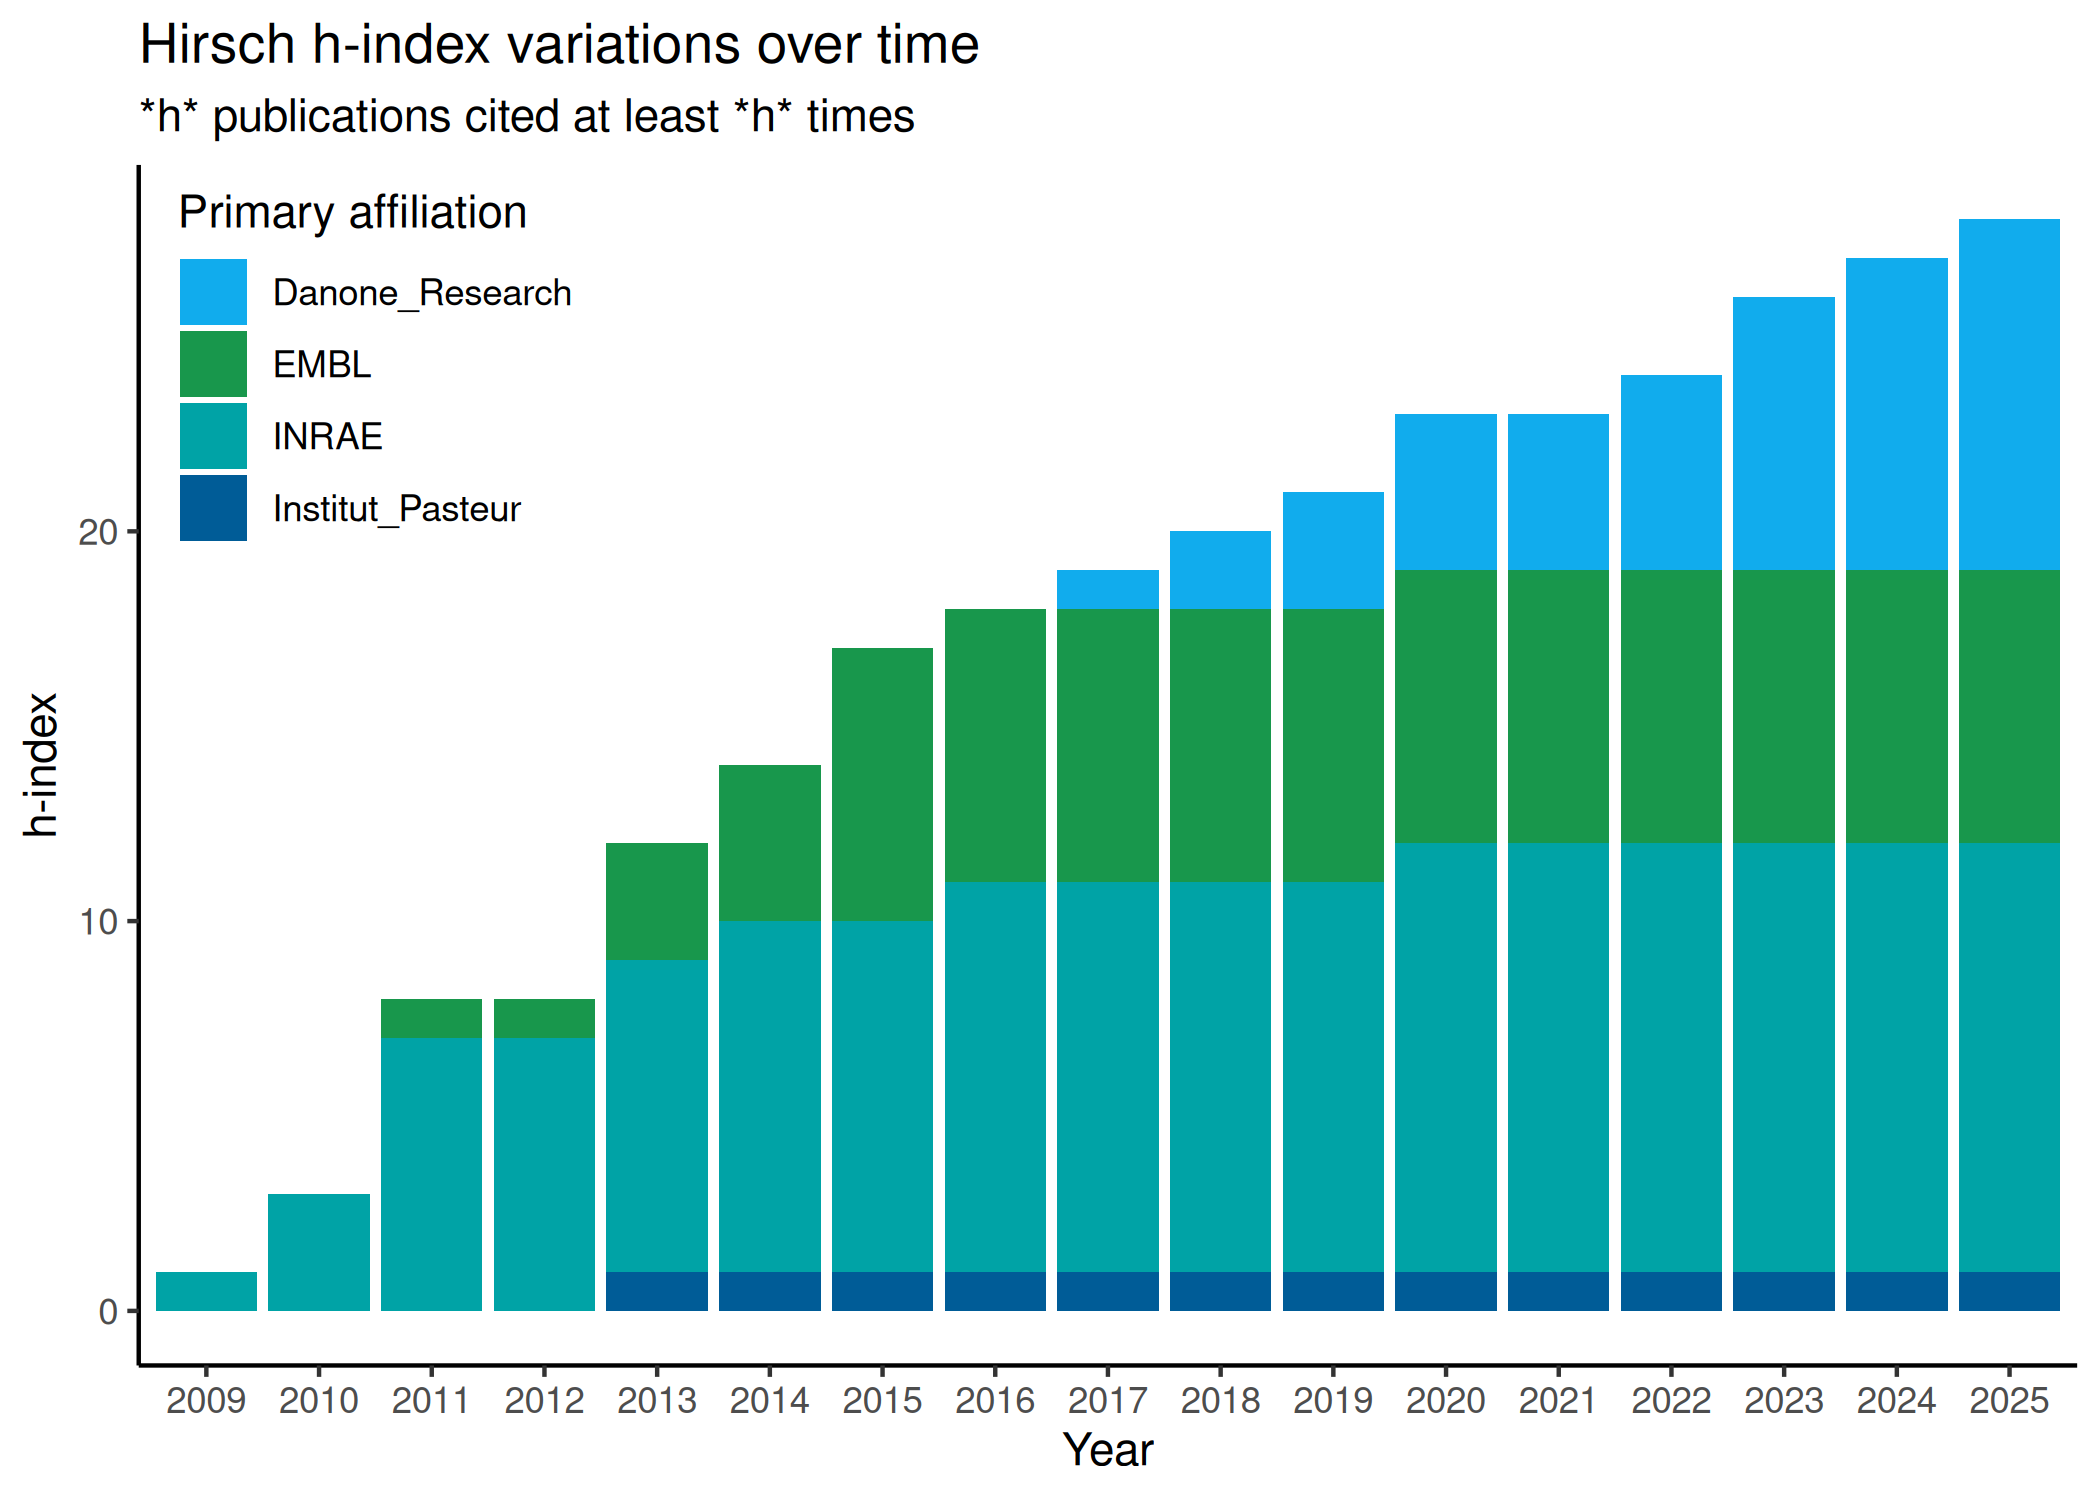 Hirsch h-index variations over time
*h* publications cited at least *h* times
Primary affiliation
Danone_Research
EMBL
INRAE
Institut_Pasteur
20
10
0
h-index
2009 2010 2011 2012 2013 2014 2015 2016 2017 2018 2019 2020 2021 2022 2023 2024 2025
Year